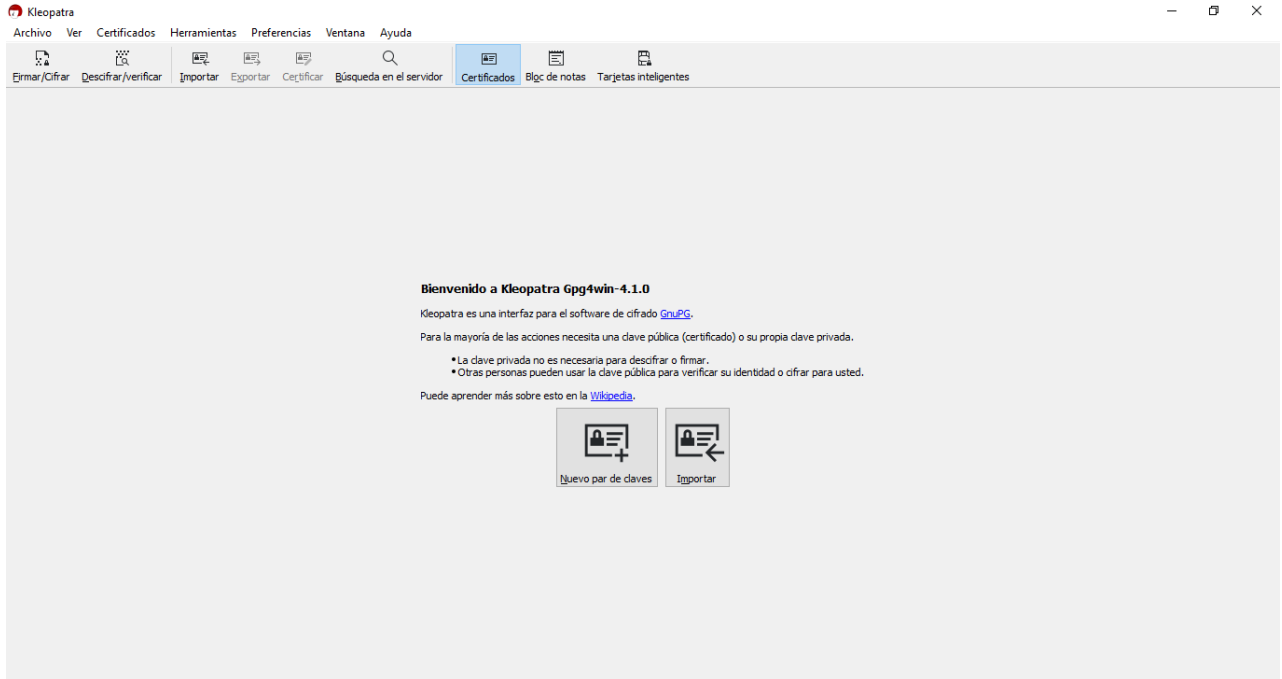 Kleopatra
Archivo Ver Certificados Herramientas Preferencias Ventana Ayuda
Firmar/Cifrar Descifrar/verificar Importar Exportar Certificar Búsqueda en el servidor Certificados Bloc de notas Tarjetas inteligentes
Bienvenido a Kleopatra Gpg4win-4.1.0
Kleopatra es una interfaz para el software de cifrado GnuPG.
Para la mayoría de las acciones necesita una clave pública (certificado) o su propia clave privada.
•La clave privada no es necesaria para descifrar o firmar.
•Otras personas pueden usar la clave pública para verificar su identidad o cifrar para usted.
Puede aprender más sobre esto en la Wikipedia.
Nuevo par de claves Importar